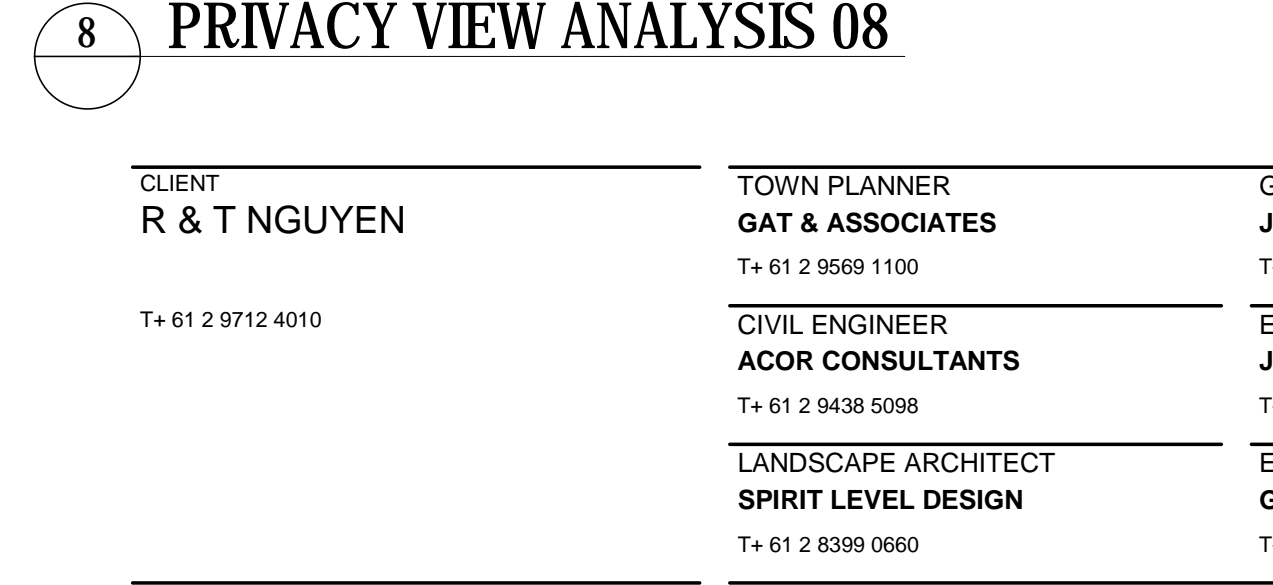 8
PRIVACY VIEW ANALYSIS 08
CLIENT
R & T NGUYEN
T+ 61 2 9712 4010
TOWN PLANNER
GAT & ASSOCIATES
T+ 61 2 9569 1100
CIVIL ENGINEER
ACOR CONSULTANTS
T+ 61 2 9438 5098
LANDSCAPE ARCHITECT
SPIRIT LEVEL DESIGN
T+ 61 2 8399 0660